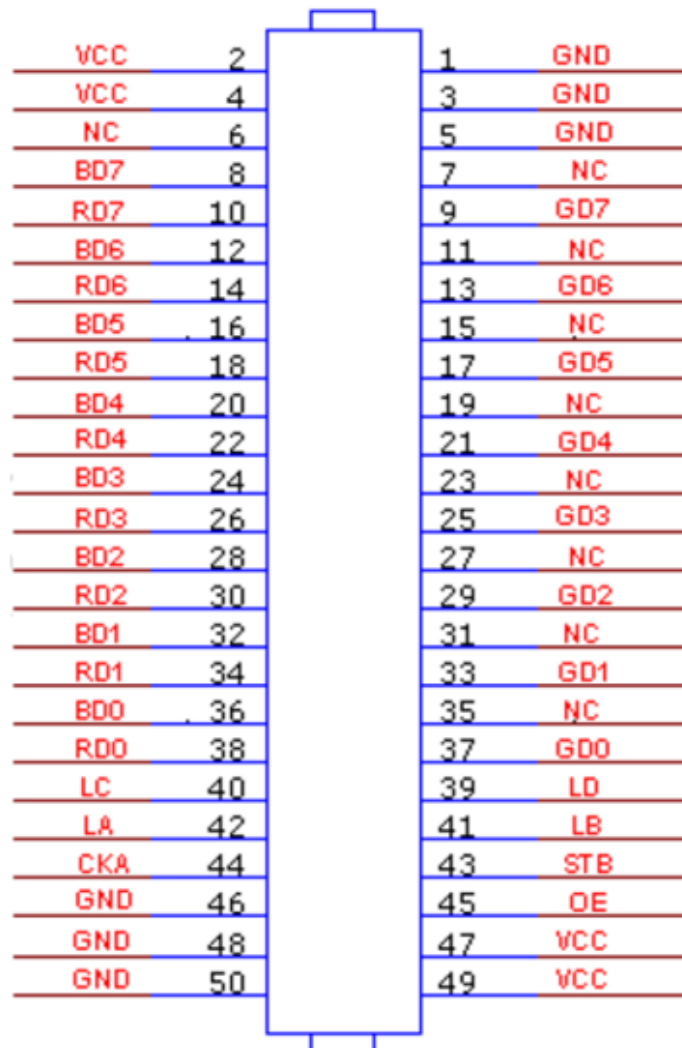 VCC 2 1 GND
VCC 4 3 GND
NC 6 5 GND
BD7 8 7 NC
RD7 10 9 GD7
BD6 12 11 NC
RD6 14 13 GD6
BD5 16 15 NC
RD5 18 17 GD5
BD4 20 19 NC
RD4 22 21 GD4
BD3 24 23 NC
RD3 26 25 GD3
BD2 28 27 NC
RD2 30 29 GD2
BD1 32 31 NC
RD1 34 33 GD1
BD0 36 35 NC
RD0 38 37 GD0
LC 40 39 LD
LA 42 41 LB
CKA 44 43 STB
GND 46 45 OE
GND 48 47 VCC
GND 50 49 VCC